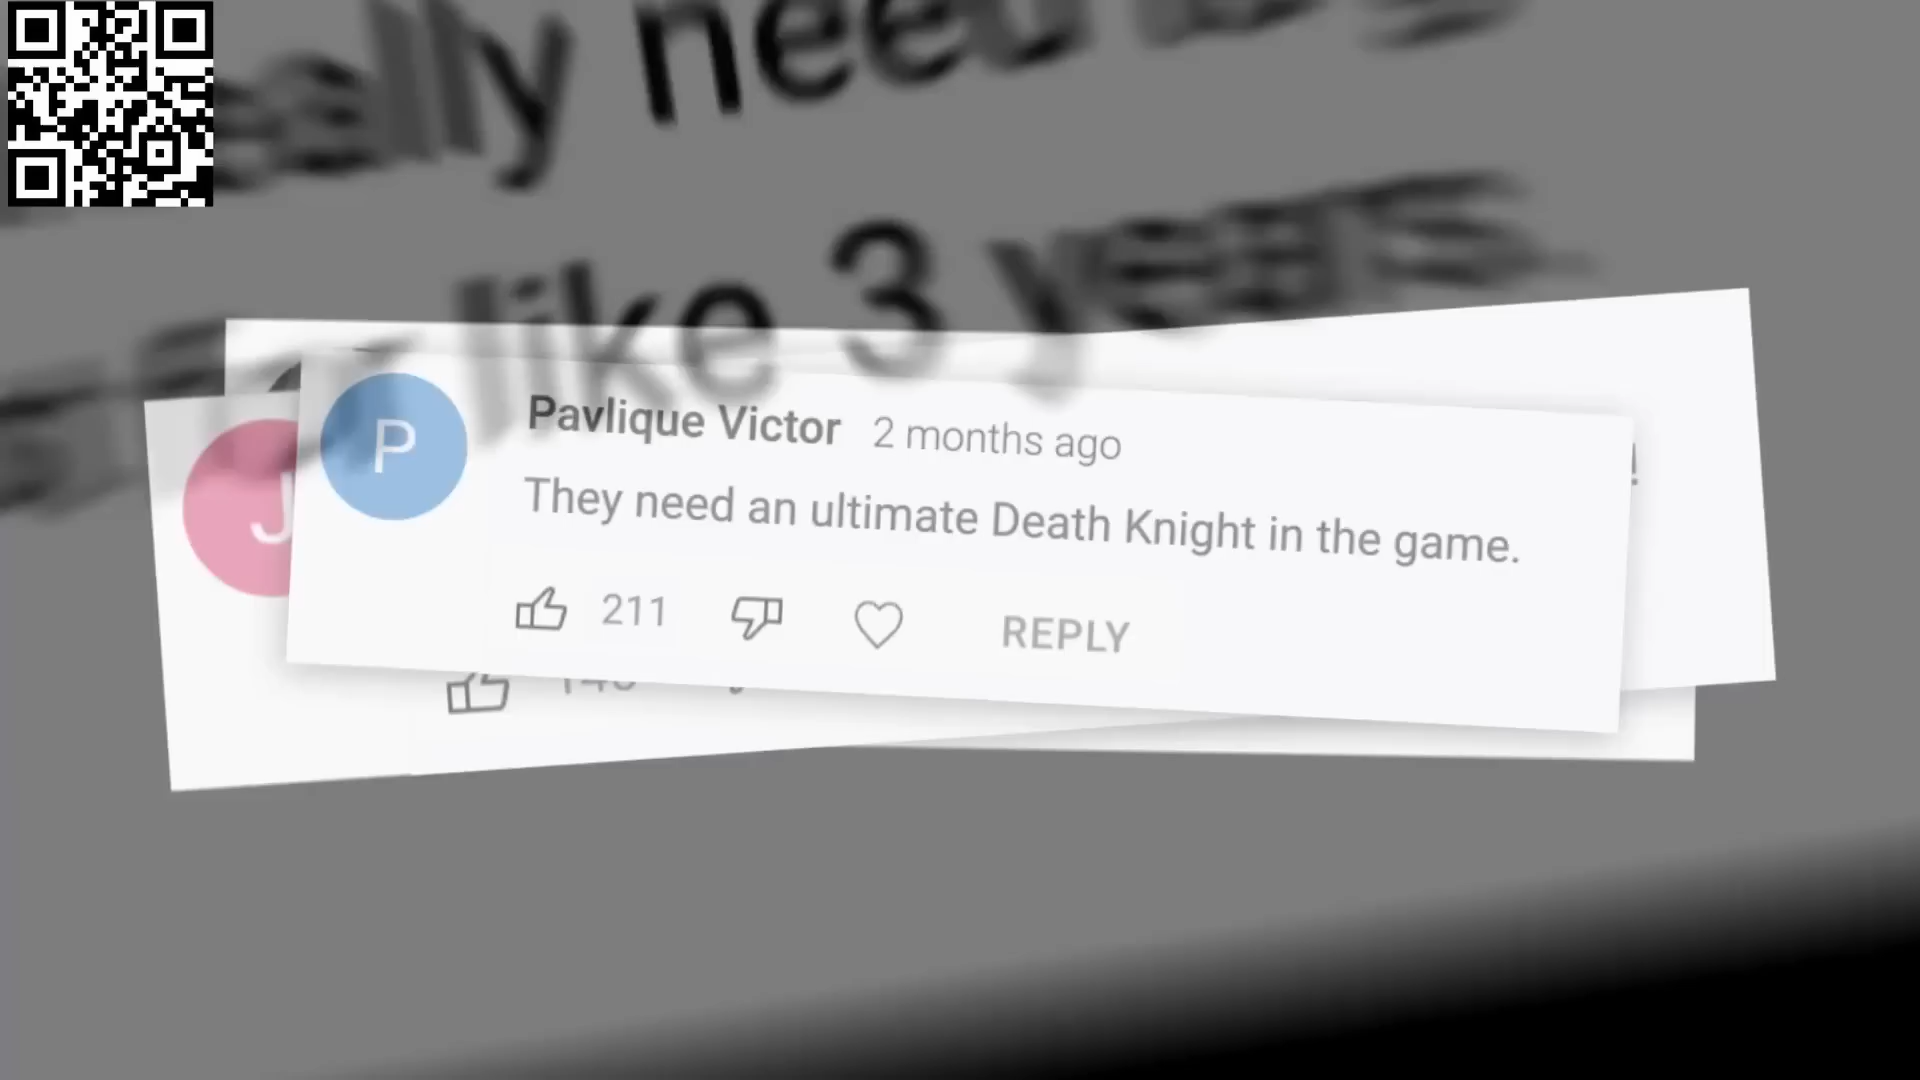 ally need
like 3 years
P
Pavlique Victor 2 months ago
J
They need an ultimate Death Knight in the game.
211 REPLY